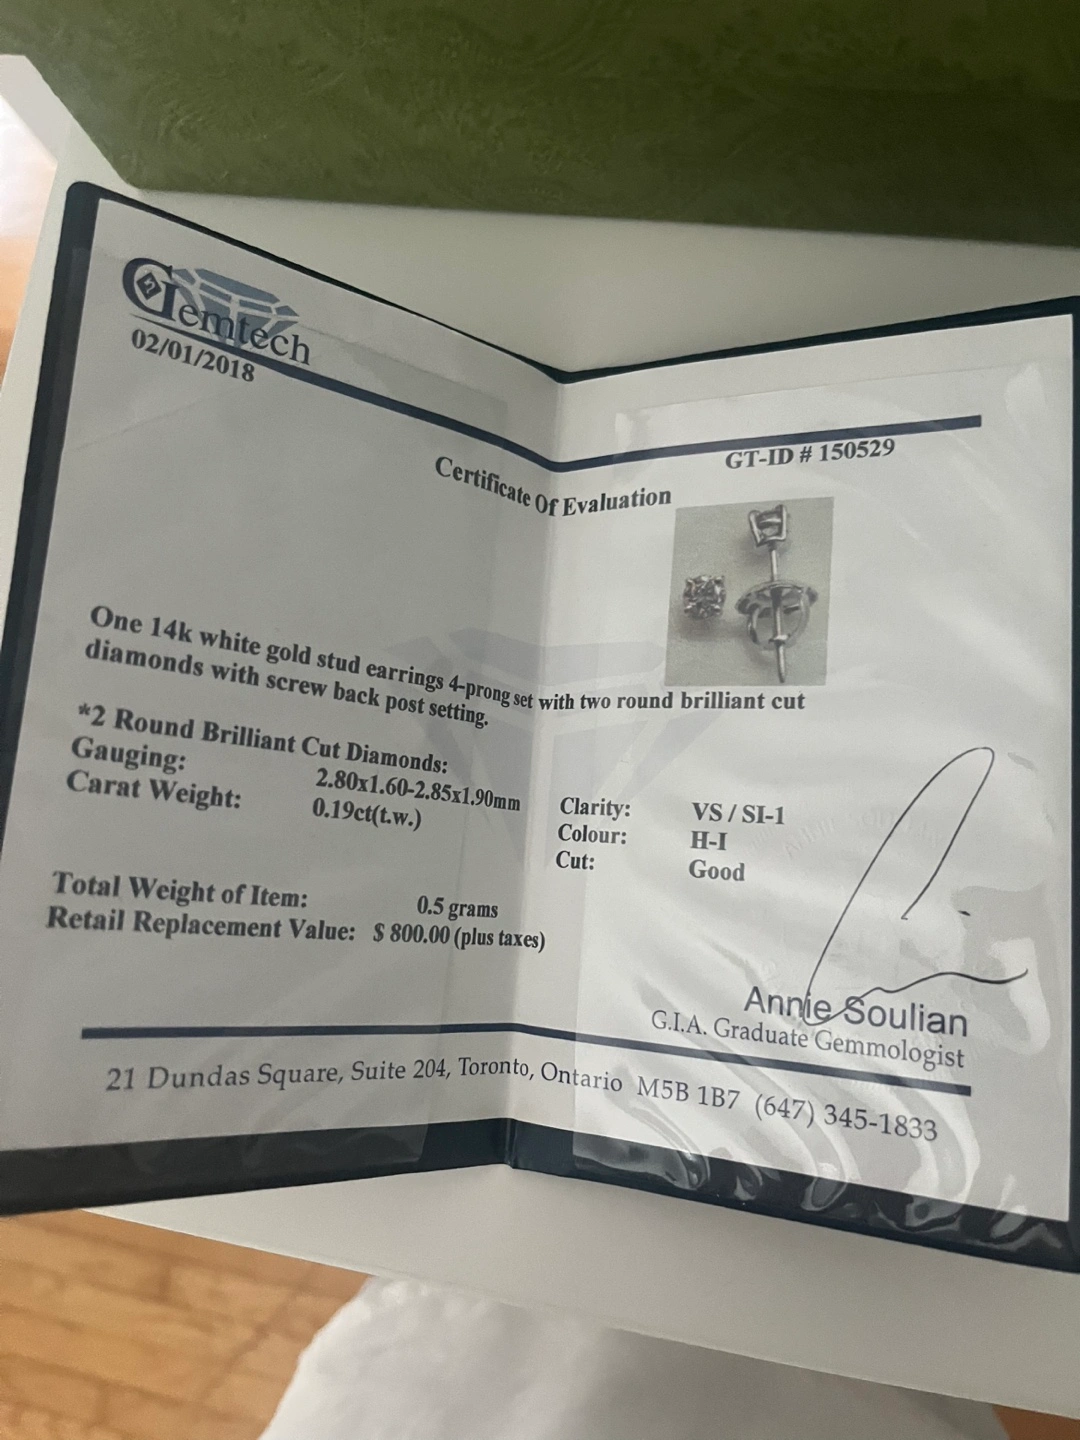 Gemtech
02/01/2018
GT-ID # 150529
Certificate Of Evaluation
One 14k white gold stud earrings 4-prong set with two round brilliant cut
diamonds with screw back post setting.
*2 Round Brilliant Cut Diamonds:
Gauging: 2.80x1.60-2.85x1.90mm
Carat Weight: 0.19ct(t.w.)
Clarity: VS / SI-1
Colour: H-I
Cut: Good
Total Weight of Item: 0.5 grams
Retail Replacement Value: $ 800.00 (plus taxes)
Annie Soulian
G.I.A. Graduate Gemmologist
21 Dundas Square, Suite 204, Toronto, Ontario M5B 1B7 (647) 345-1833